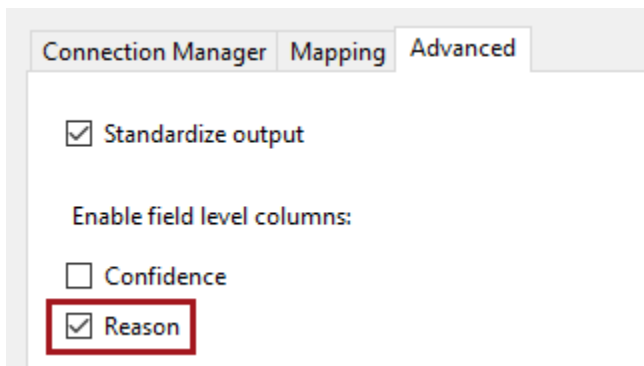 Connection Manager Mapping Advanced
Standardize output
Enable field level columns:
Confidence
Reason